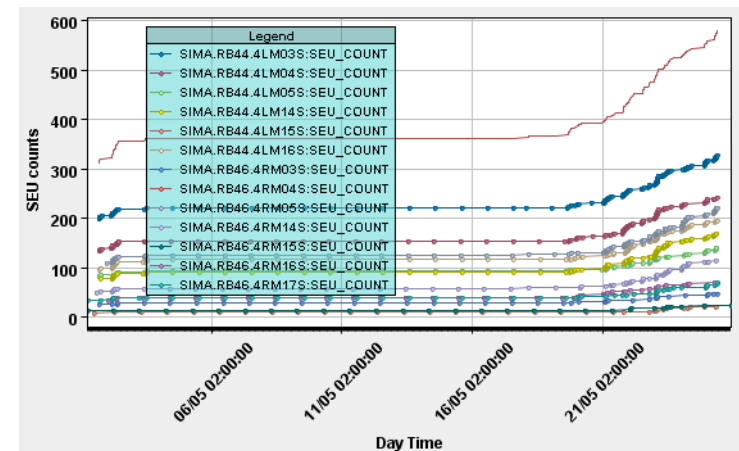 600
500
400
300
200
100
0
SEU counts
Legend
SIMA.RB44.4LM03S:SEU_COUNT
SIMA.RB44.4LM04S:SEU_COUNT
SIMA.RB44.4LM05S:SEU_COUNT
SIMA.RB44.4LM14S:SEU_COUNT
SIMA.RB44.4LM15S:SEU_COUNT
SIMA.RB44.4LM16S:SEU_COUNT
SIMA.RB46.4RM03S:SEU_COUNT
SIMA.RB46.4RM04S:SEU_COUNT
SIMA.RB46.4RM05S:SEU_COUNT
SIMA.RB46.4RM14S:SEU_COUNT
SIMA.RB46.4RM15S:SEU_COUNT
SIMA.RB46.4RM16S:SEU_COUNT
SIMA.RB46.4RM17S:SEU_COUNT
06/05 02:00:00
11/05 02:00:00
16/05 02:00:00
21/05 02:00:00
Day Time